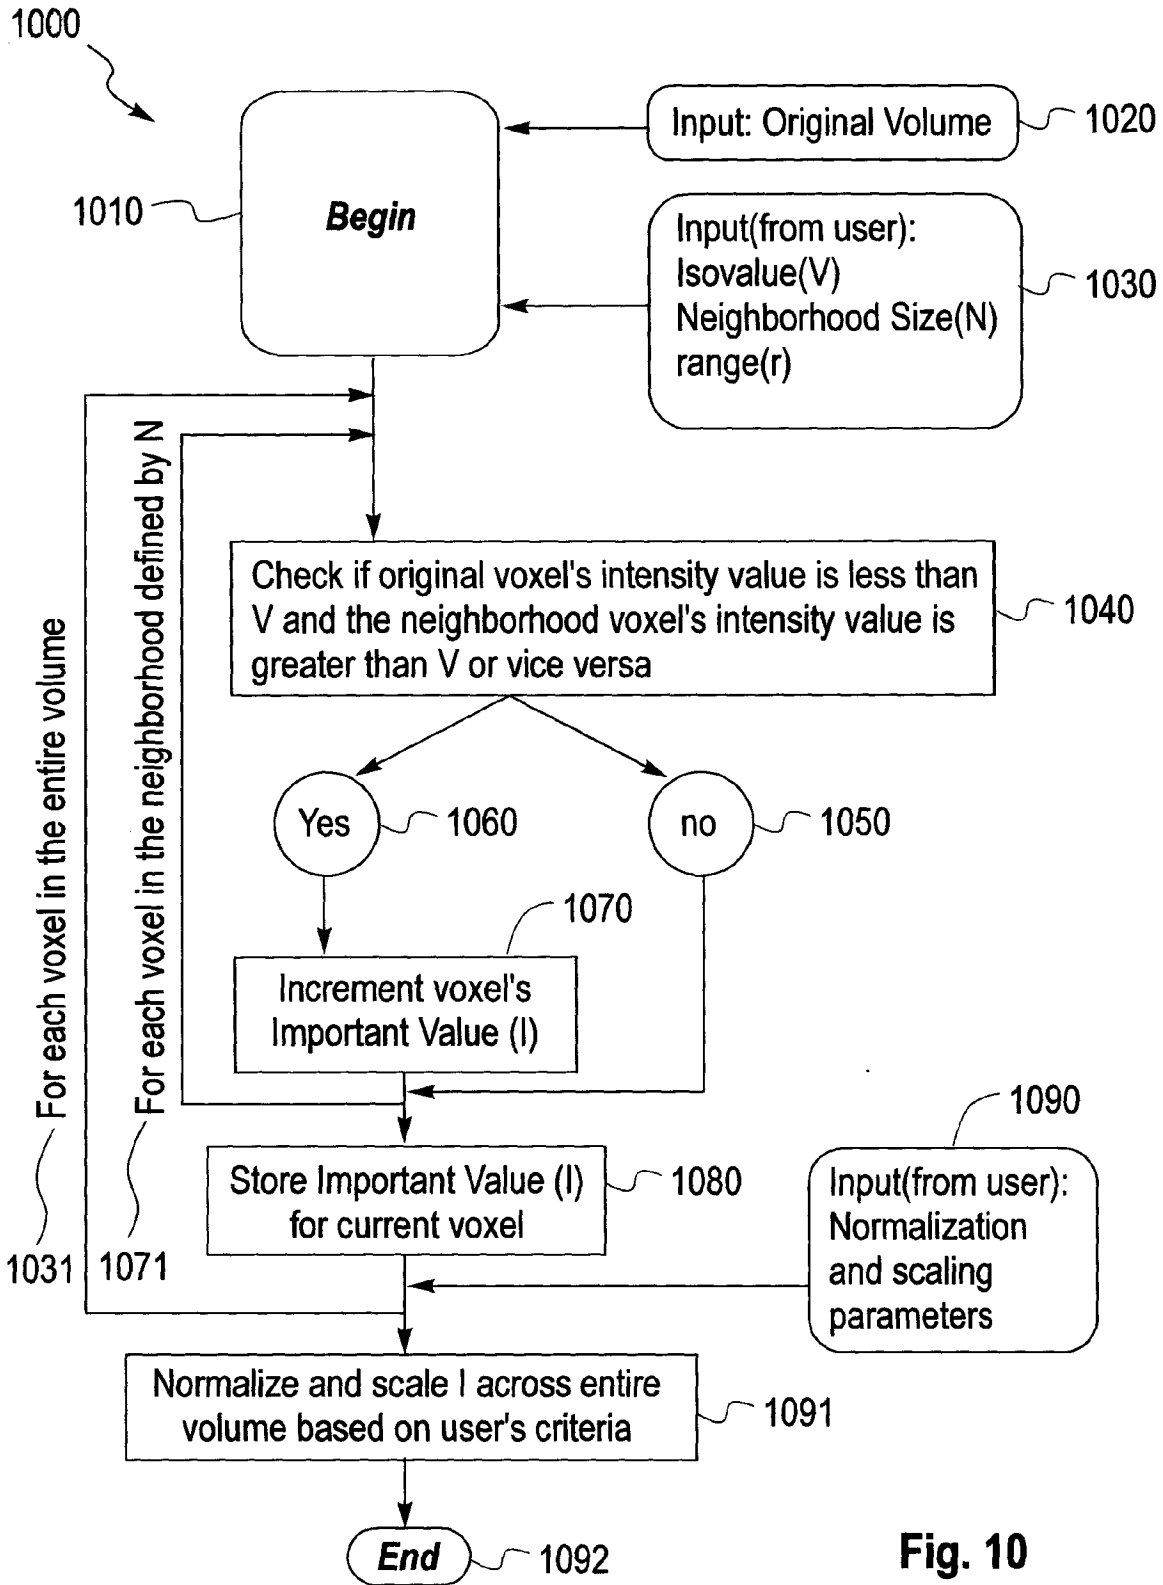 1000
Input: Original Volume
1020
1010
Begin
Input(from user):
Isovalue(V)
Neighborhood Size(N)
range(r)
1030
For each voxel in the entire volume
1031
For each voxel in the neighborhood defined by N
1071
Check if original voxel's intensity value is less than
V and the neighborhood voxel's intensity value is
greater than V or vice versa
1040
Yes
1060
no
1050
1070
Increment voxel's
Important Value (I)
1090
Store Important Value (I)
for current voxel
1080
Input(from user):
Normalization
and scaling
parameters
Normalize and scale I across entire
volume based on user's criteria
1091
End
1092
Fig. 10